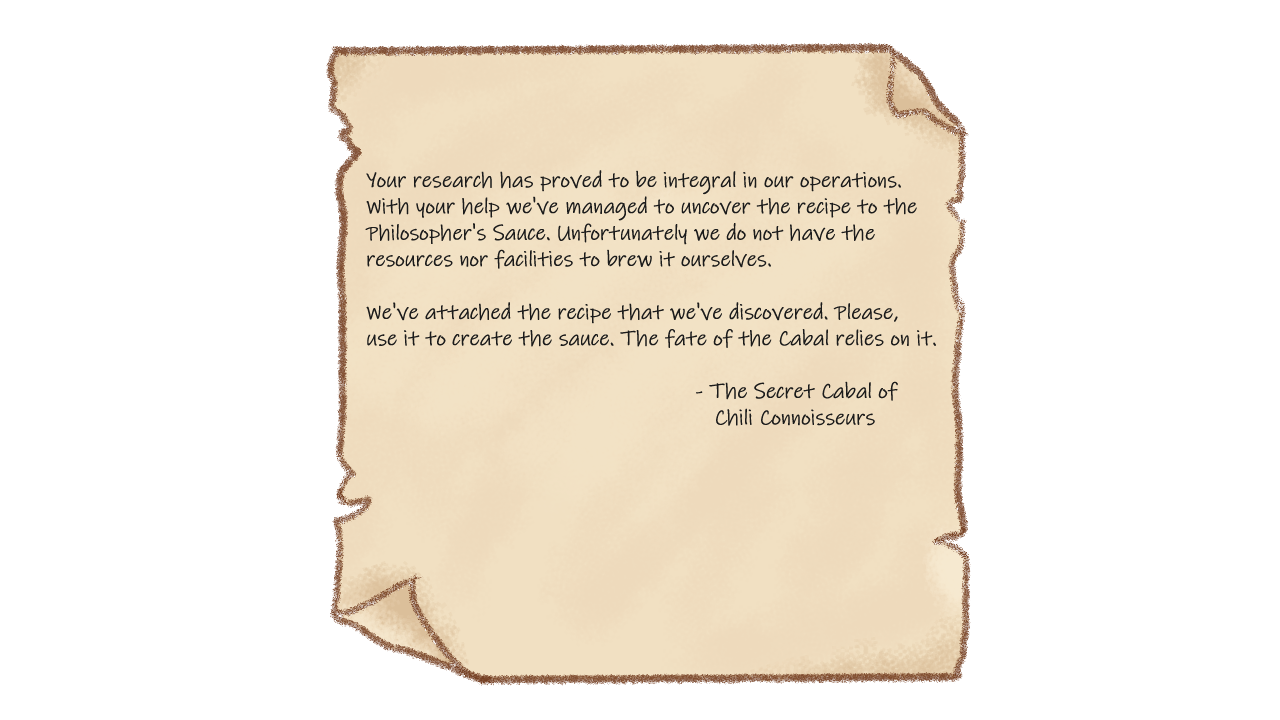 Your research has proved to be integral in our operations.
With your help we've managed to uncover the recipe to the
Philosopher's Sauce. Unfortunately we do not have the
resources nor facilities to brew it ourselves.
We've attached the recipe that we've discovered. Please,
use it to create the sauce. The fate of the Cabal relies on it.
- The Secret Cabal of
Chili Connoisseurs